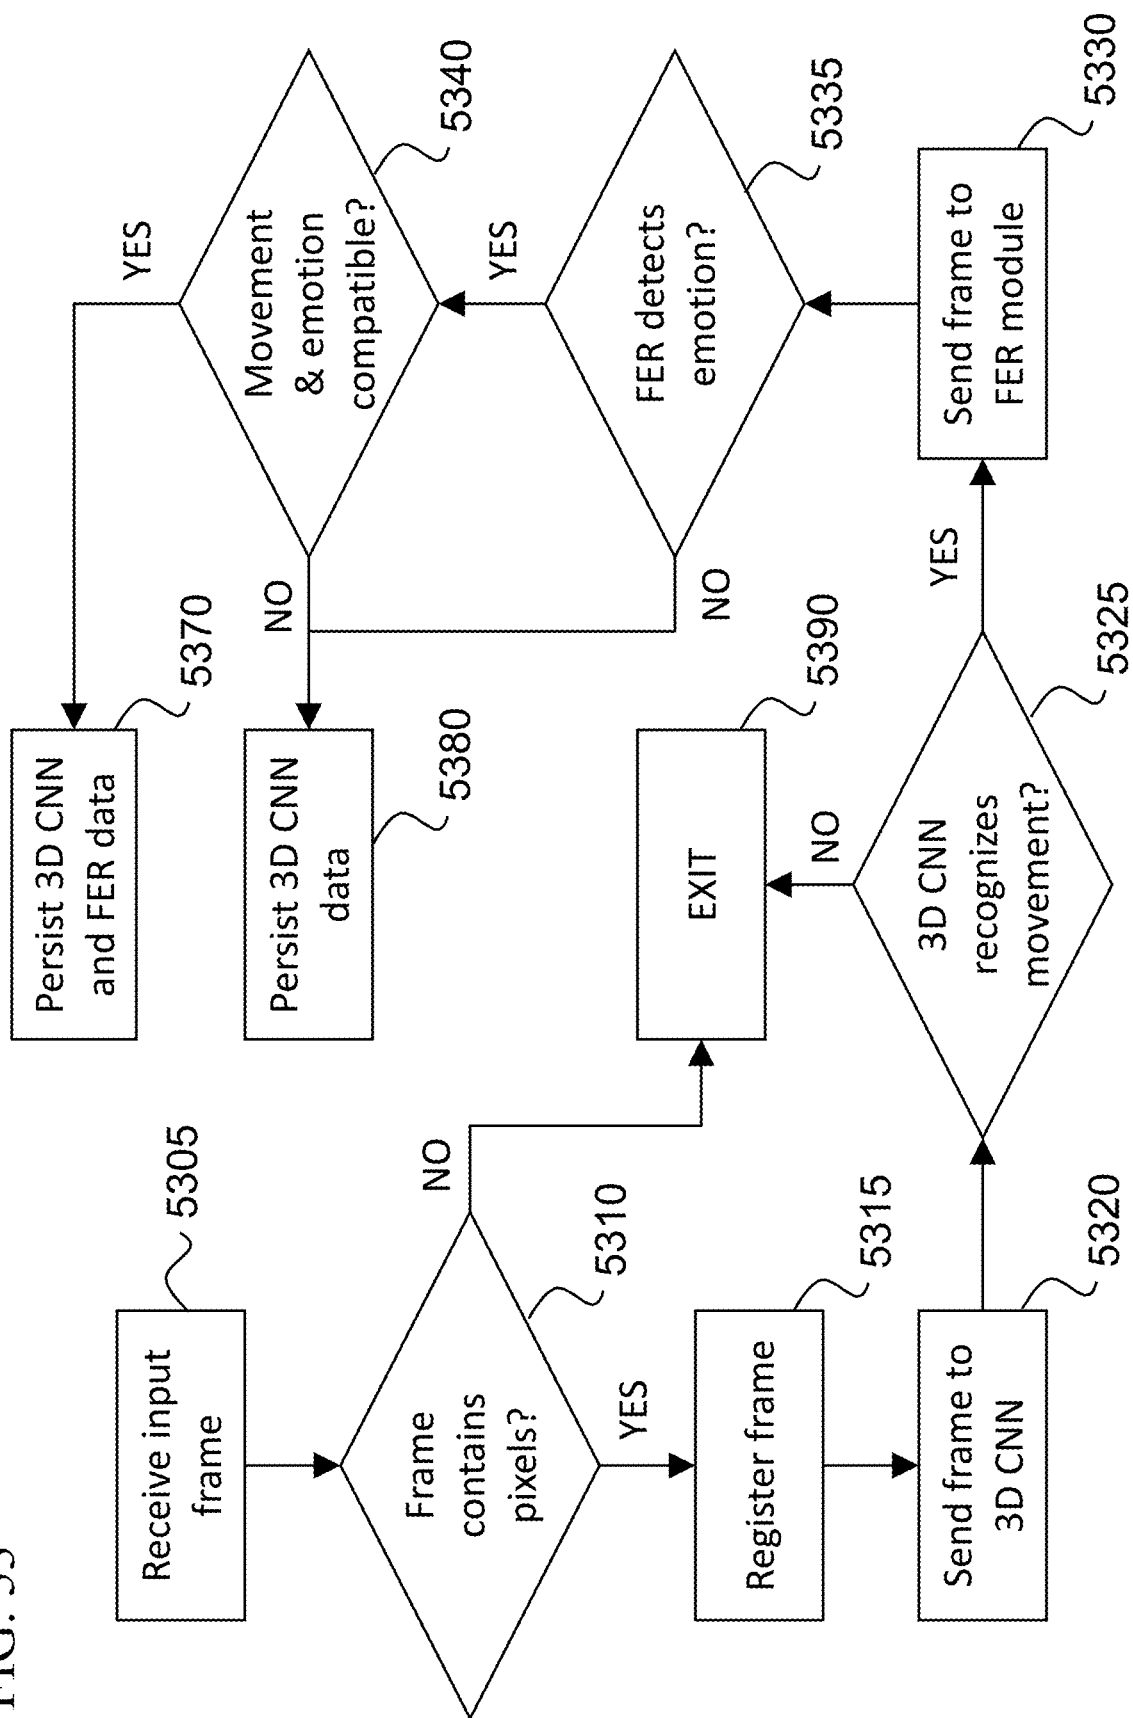 FIG. 53
Receive input
frame
5305
Frame
contains
pixels?
5310
NO
YES
Register frame
5315
Send frame to
3D CNN
5320
Persist 3D CNN
and FER data
5370
Persist 3D CNN
data
5380
EXIT
5390
NO
3D CNN
recognizes
movement?
5325
YES
YES
Movement
& emotion
compatible?
5340
NO
YES
FER detects
emotion?
5335
NO
Send frame to
FER module
5330